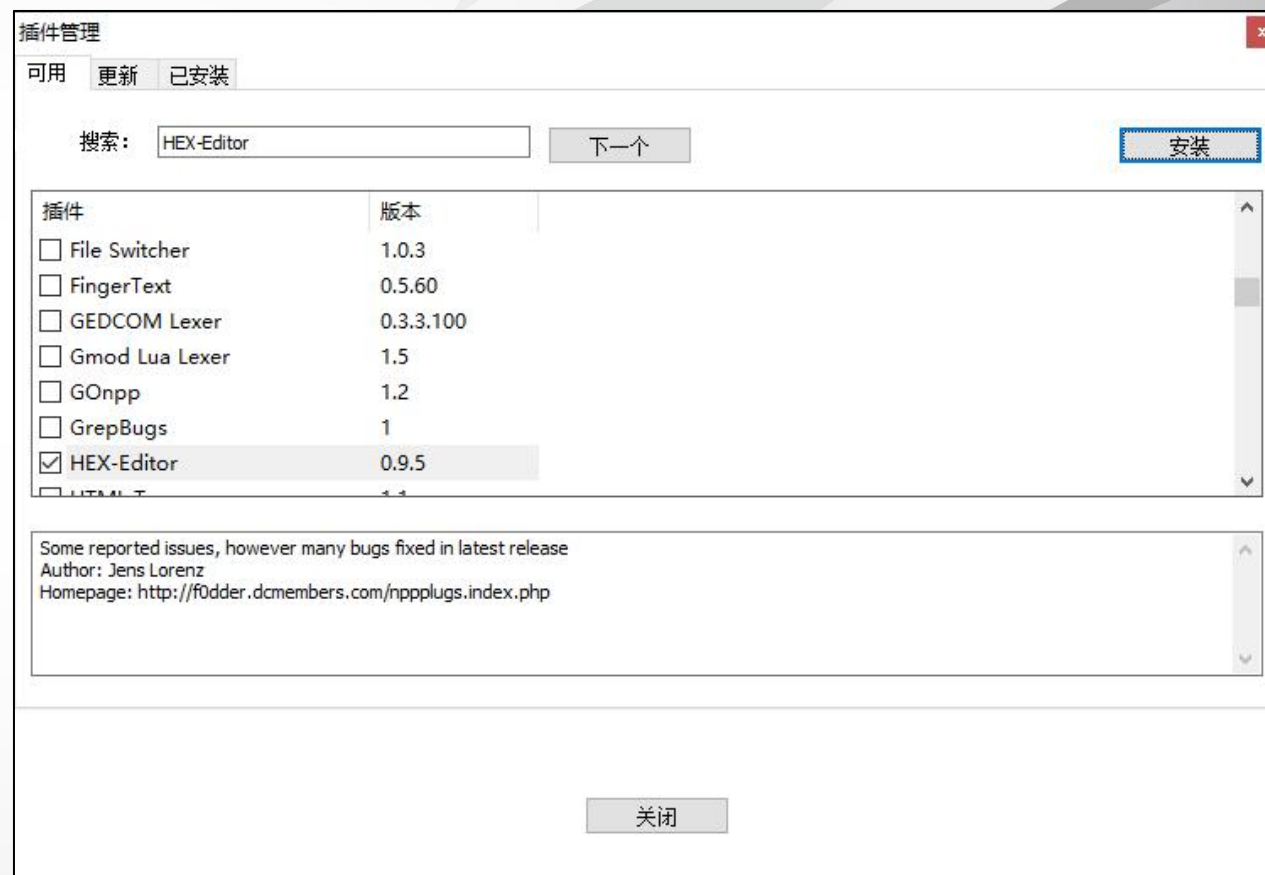 插件管理
可用 更新 已安装
搜索： HEX-Editor 下一个 安装
插件 版本
File Switcher 1.0.3
FingerText 0.5.60
GEDCOM Lexer 0.3.3.100
Gmod Lua Lexer 1.5
GOnpp 1.2
GrepBugs 1
HEX-Editor 0.9.5
Some reported issues, however many bugs fixed in latest release
Author: Jens Lorenz
Homepage: http://f0dder.dcmembers.com/nppplugs.index.php
关闭